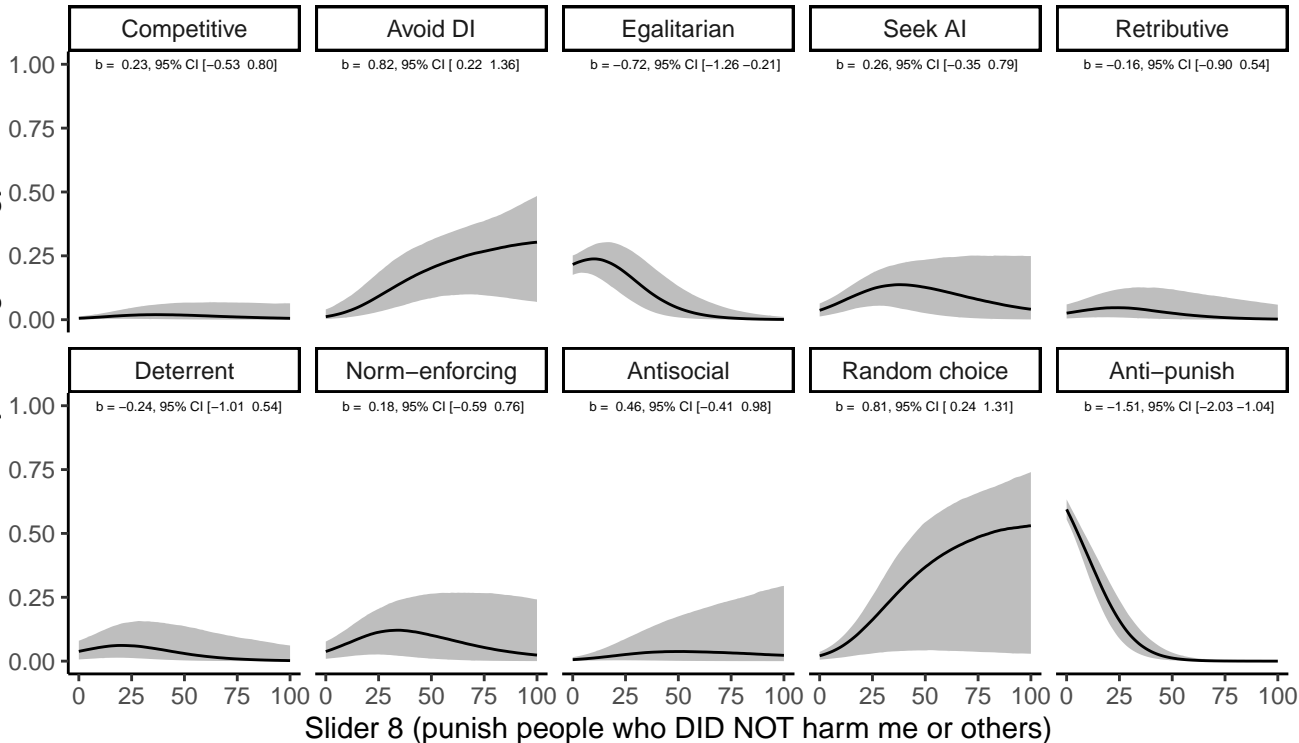 Competitive Avoid DI Egalitarian Seek AI Retributive
b = 0.23, 95% CI [−0.53 0.80] b = 0.82, 95% CI [ 0.22 1.36] b = −0.72, 95% CI [−1.26 −0.21] b = 0.26, 95% CI [−0.35 0.79] b = −0.16, 95% CI [−0.90 0.54]
1.00
0.75
0.50
0.25
0.00
Deterrent Norm−enforcing Antisocial Random choice Anti−punish
b = −0.24, 95% CI [−1.01 0.54] b = 0.18, 95% CI [−0.59 0.76] b = 0.46, 95% CI [−0.41 0.98] b = 0.81, 95% CI [ 0.24 1.31] b = −1.51, 95% CI [−2.03 −1.04]
1.00
0.75
0.50
0.25
0.00
0 25 50 75 100 0 25 50 75 100 0 25 50 75 100 0 25 50 75 100 0 25 50 75 100
Slider 8 (punish people who DID NOT harm me or others)